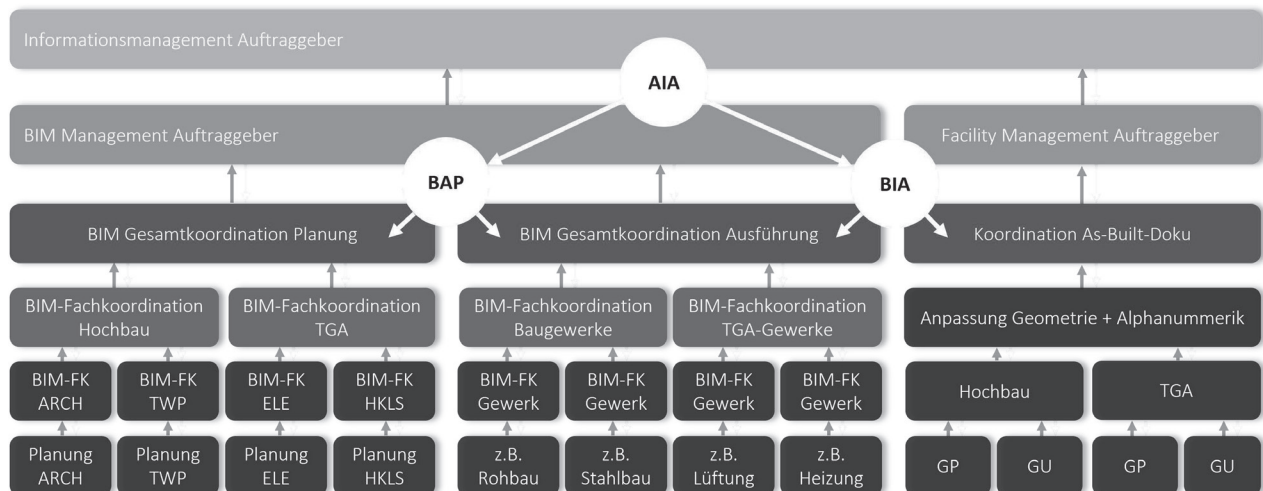 Informationsmanagement Auftraggeber
AIA
BIM Management Auftraggeber
Facility Management Auftraggeber
BAP
BIA
BIM Gesamtkoordination Planung
BIM Gesamtkoordination Ausführung
Koordination As-Built-Doku
BIM-Fachkoordination
Hochbau
BIM-Fachkoordination
TGA
BIM-Fachkoordination
Baugewerke
BIM-Fachkoordination
TGA-Gewerke
Anpassung Geometrie + Alphanummerik
BIM-FK
ARCH
BIM-FK
TWP
BIM-FK
ELE
BIM-FK
HKLS
BIM-FK
Gewerk
BIM-FK
Gewerk
BIM-FK
Gewerk
BIM-FK
Gewerk
Hochbau
TGA
Planung
ARCH
Planung
TWP
Planung
ELE
Planung
HKLS
z.B.
Rohbau
z.B.
Stahlbau
z.B.
Lüftung
z.B.
Heizung
GP
GU
GP
GU